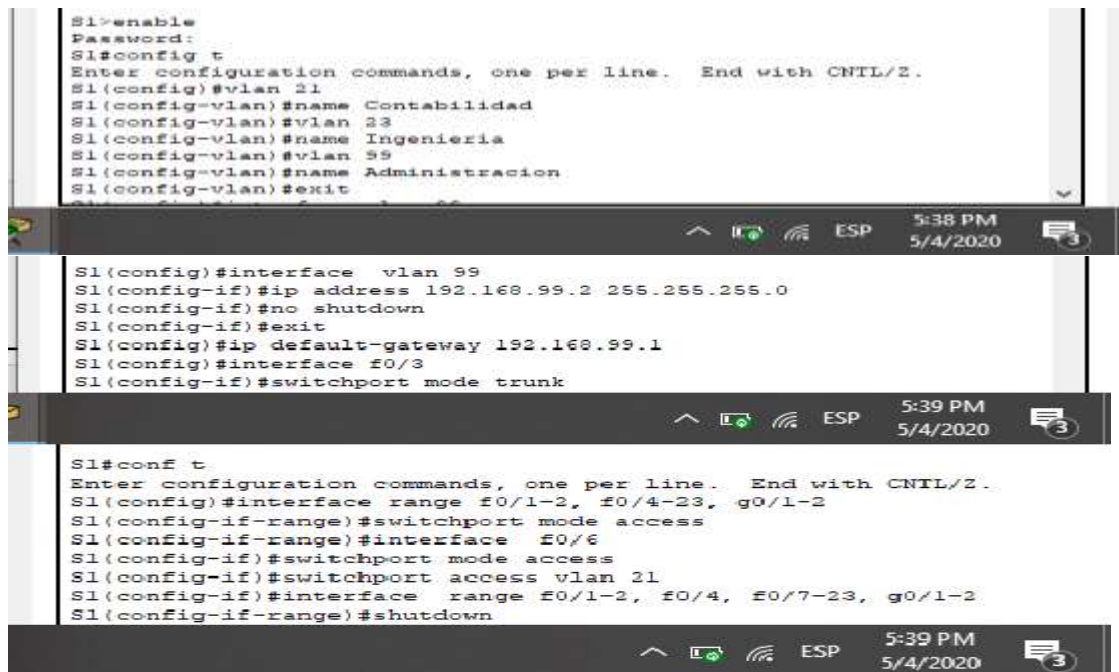 S1>enable
Password:
S1#config t
Enter configuration commands, one per line. End with CNTL/Z.
S1(config)#vlan 21
S1(config-vlan)#name Contabilidad
S1(config-vlan)#vlan 23
S1(config-vlan)#name Ingenieria
S1(config-vlan)#vlan 99
S1(config-vlan)#name Administracion
S1(config-vlan)#exit
ESP
5:38 PM
5/4/2020
3
S1(config)#interface vlan 99
S1(config-if)#ip address 192.168.99.2 255.255.255.0
S1(config-if)#no shutdown
S1(config-if)#exit
S1(config)#ip default-gateway 192.168.99.1
S1(config)#interface f0/3
S1(config-if)#switchport mode trunk
ESP
5:39 PM
5/4/2020
3
S1#conf t
Enter configuration commands, one per line. End with CNTL/Z.
S1(config)#interface range f0/1-2, f0/4-23, g0/1-2
S1(config-if-range)#switchport mode access
S1(config-if-range)#interface f0/6
S1(config-if)#switchport mode access
S1(config-if)#switchport access vlan 21
S1(config-if)#interface range f0/1-2, f0/4, f0/7-23, g0/1-2
S1(config-if-range)#shutdown
ESP
5:39 PM
5/4/2020
3